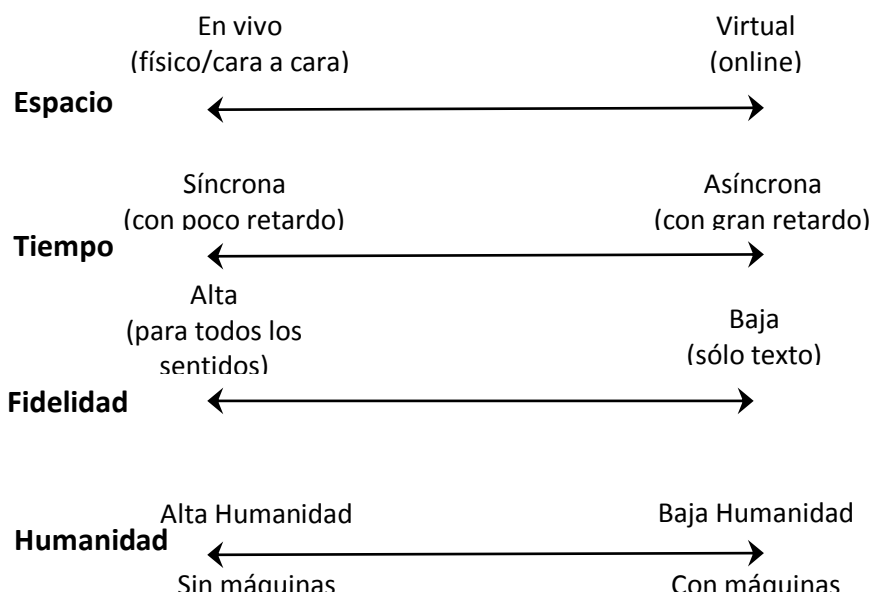 En vivo
(físico/cara a cara)
Virtual
(online)
Espacio
Síncrona
(con poco retardo)
Asíncrona
(con gran retardo)
Tiempo
Alta
(para todos los
sentidos)
Baja
(sólo texto)
Fidelidad
Alta Humanidad
Baja Humanidad
Humanidad
Sin máquinas
Con máquinas